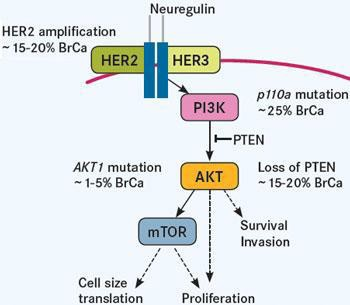 Neuregulin
HER2 amplification
~ 15-20% BrCa
HER2
HER3
p110a mutation
~25% BrCa
PI3K
PTEN
AKT1 mutation
~ 1-5% BrCa
AKT
Loss of PTEN
~ 15-20% BrCa
mTOR
Survival
Invasion
Cell size
translation
Proliferation